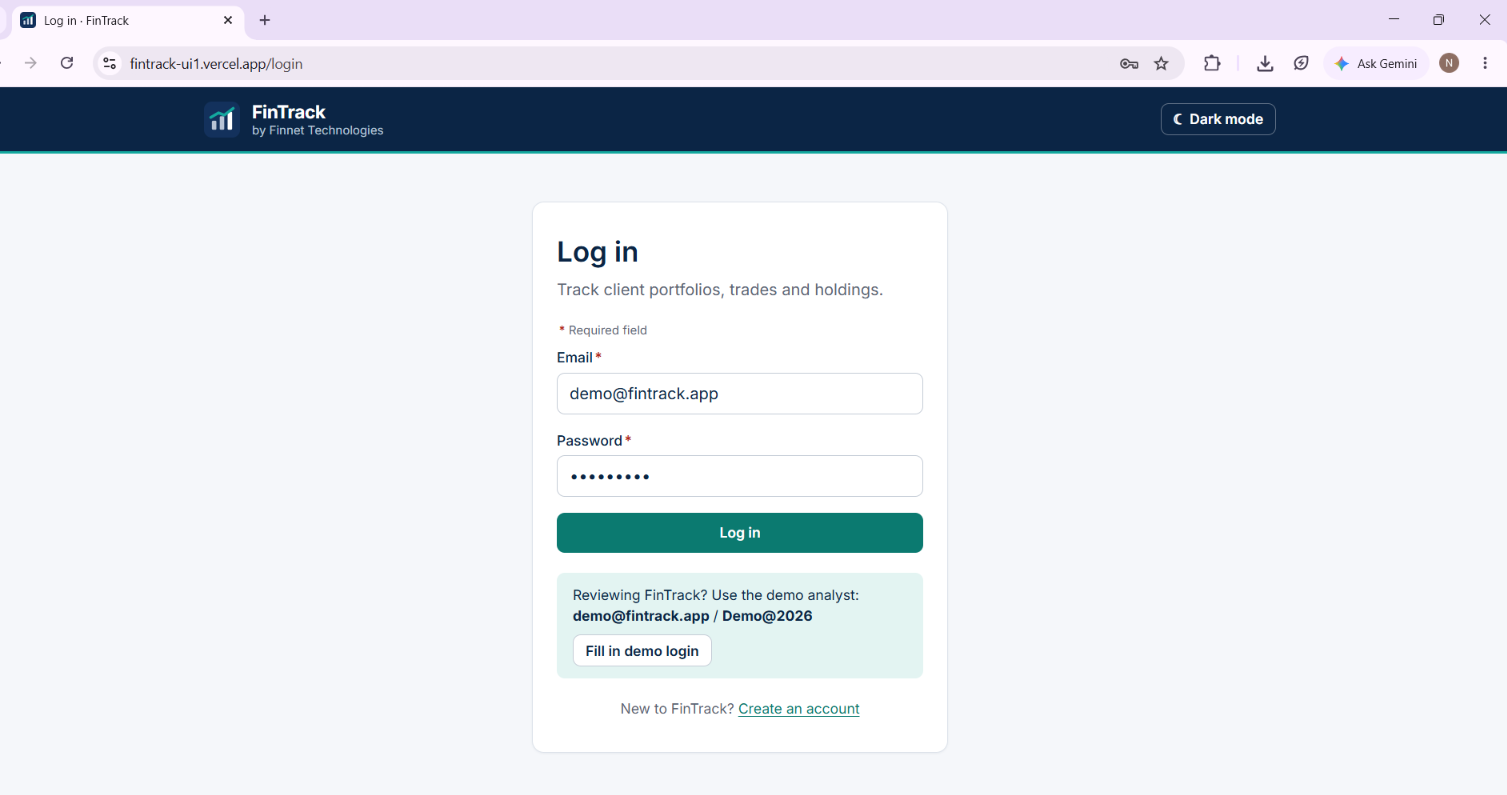 Log in · FinTrack
fintrack-ui1.vercel.app/login
Ask Gemini
N
FinTrack
by Finnet Technologies
Dark mode
Log in
Track client portfolios, trades and holdings.
* Required field
Email*
demo@fintrack.app
Password*
•••••••••
Log in
Reviewing FinTrack? Use the demo analyst:
demo@fintrack.app / Demo@2026
Fill in demo login
New to FinTrack? Create an account